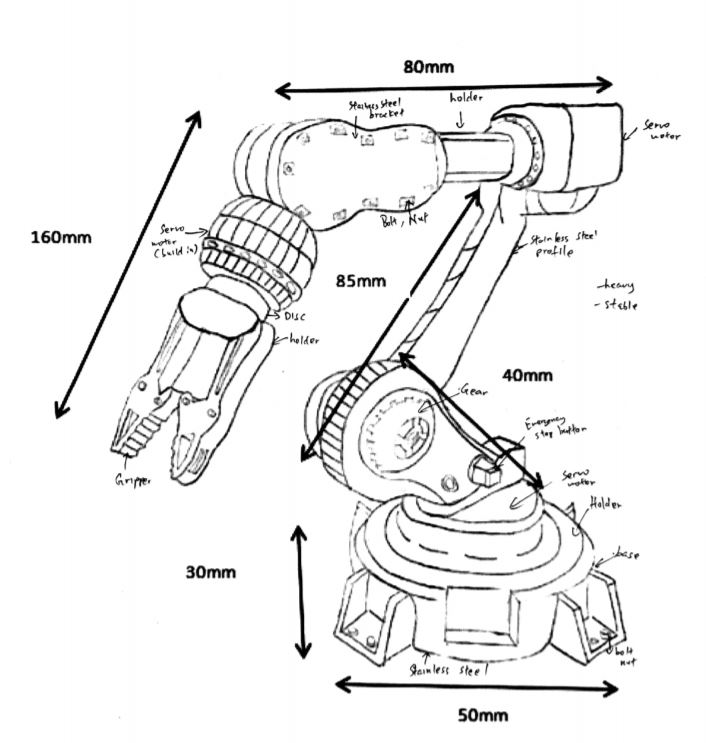 80mm
Stainless steel
bracket
holder
Servo
motor
160mm
Bolt, Nut
Servo
motor
(build in)
Stainless steel
profile
-heavy
- stable
85mm
DISC
holder
40mm
Gear
Emergency
stop button
Gripper
Servo
motor
Holder
30mm
base
bolt
nut
Stainless steel
50mm